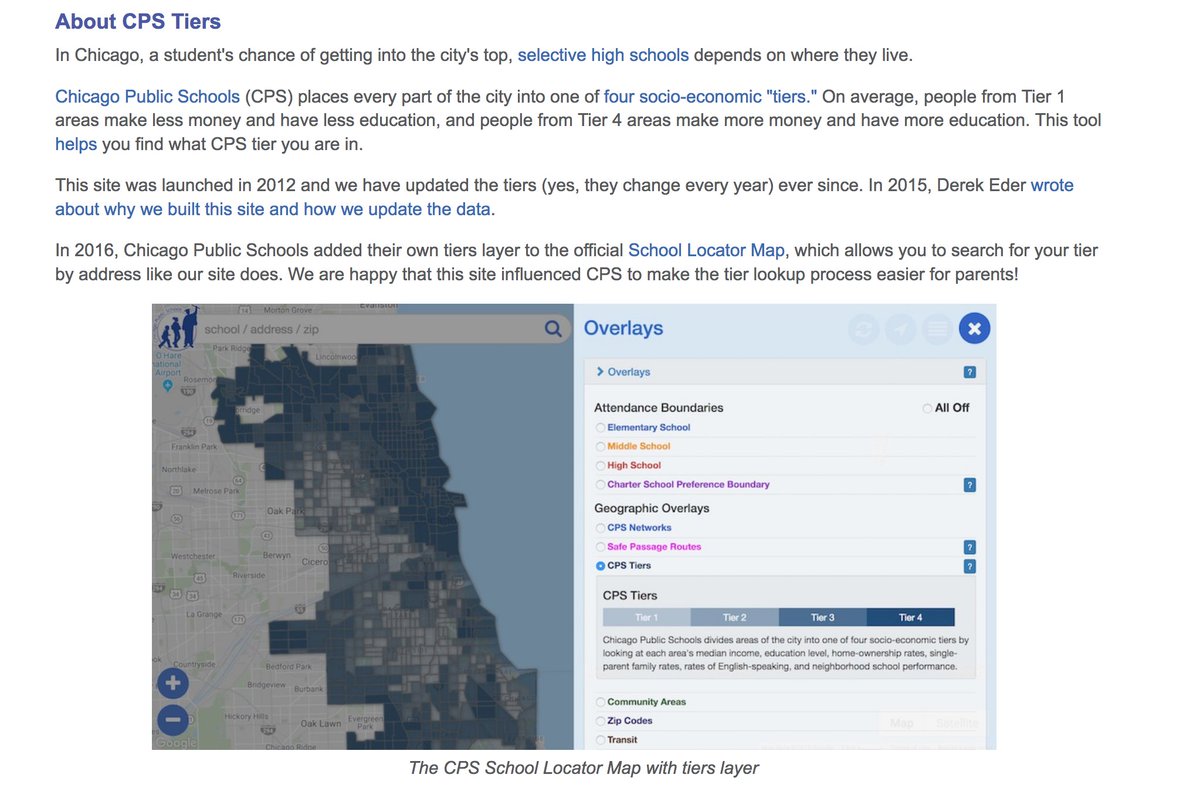 About CPS Tiers
In Chicago, a student's chance of getting into the city's top, selective high schools depends on where they live.
Chicago Public Schools (CPS) places every part of the city into one of four socio-economic "tiers." On average, people from Tier 1
areas make less money and have less education, and people from Tier 4 areas make more money and have more education. This tool
helps you find what CPS tier you are in.
This site was launched in 2012 and we have updated the tiers (yes, they change every year) ever since. In 2015, Derek Eder wrote
about why we built this site and how we update the data.
In 2016, Chicago Public Schools added their own tiers layer to the official School Locator Map, which allows you to search for your tier
by address like our site does. We are happy that this site influenced CPS to make the tier lookup process easier for parents!
Morton Grove
Evanston
school / address / zip
Park Ridge
Lincolnwood
O Hare
Airport
Rosemont
Franklin Park
Northlake
Melrose Park
Oak Park
Westchester
Berwyn
Cicero
Riverside
La Grange
Countryside
Bedford Park
Bridgeview
Burbank
Hickory Hills
Oak Lawn
Evergreen
Park
Chicago Ridge
Google
Overlays
Overlays
?
Attendance Boundaries
All Off
Elementary School
Middle School
High School
Charter School Preference Boundary
?
Geographic Overlays
CPS Networks
Safe Passage Routes
?
CPS Tiers
?
CPS Tiers
Tier 1 Tier 2 Tier 3 Tier 4
Chicago Public Schools divides areas of the city into one of four socio-economic tiers by
looking at each area's median income, education level, home-ownership rates, single-
parent family rates, rates of English-speaking, and neighborhood school performance.
Community Areas
Zip Codes
Map Satellite
Transit
The CPS School Locator Map with tiers layer